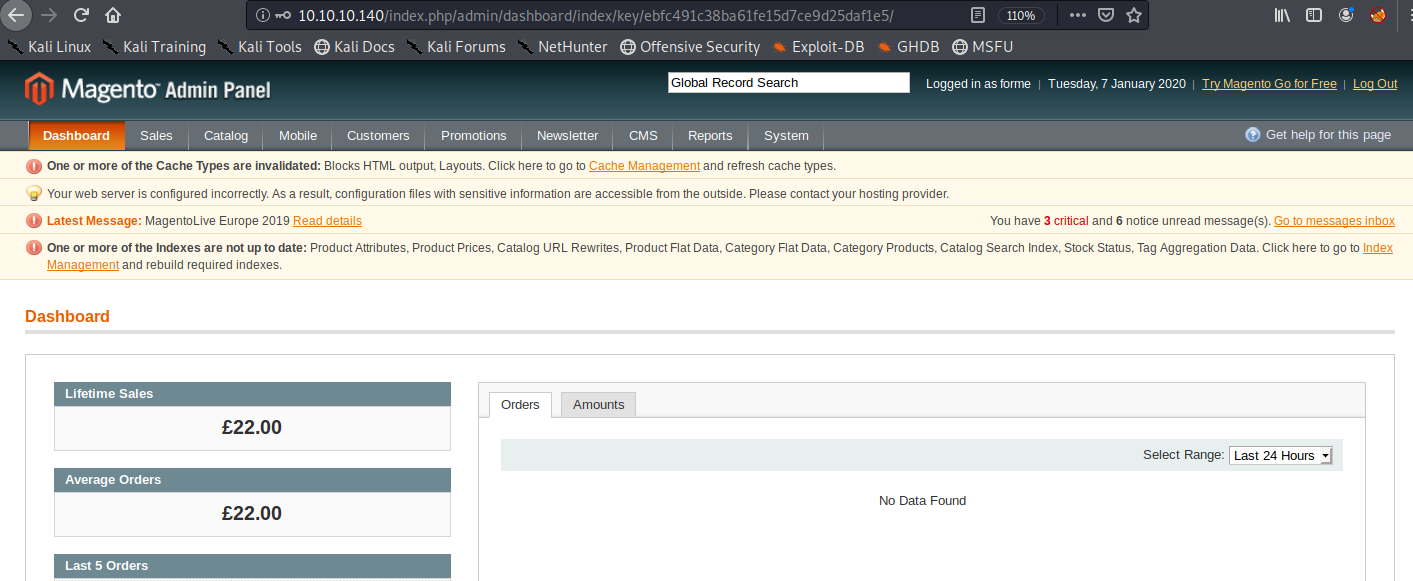 10.10.10.140/index.php/admin/dashboard/index/key/ebfc491c38ba61fe15d7ce9d25daf1e5/ 110%
Kali Linux Kali Training Kali Tools Kali Docs Kali Forums NetHunter Offensive Security Exploit-DB GHDB MSFU
Magento™ Admin Panel Global Record Search Logged in as forme | Tuesday, 7 January 2020 | Try Magento Go for Free | Log Out
Dashboard Sales Catalog Mobile Customers Promotions Newsletter CMS Reports System Get help for this page
One or more of the Cache Types are invalidated: Blocks HTML output, Layouts. Click here to go to Cache Management and refresh cache types.
Your web server is configured incorrectly. As a result, configuration files with sensitive information are accessible from the outside. Please contact your hosting provider.
Latest Message: MagentoLive Europe 2019 Read details You have 3 critical and 6 notice unread message(s). Go to messages inbox
One or more of the Indexes are not up to date: Product Attributes, Product Prices, Catalog URL Rewrites, Product Flat Data, Category Flat Data, Category Products, Catalog Search Index, Stock Status, Tag Aggregation Data. Click here to go to Index
Management and rebuild required indexes.
Dashboard
Lifetime Sales
£22.00
Average Orders
£22.00
Last 5 Orders
Orders Amounts
Select Range: Last 24 Hours
No Data Found